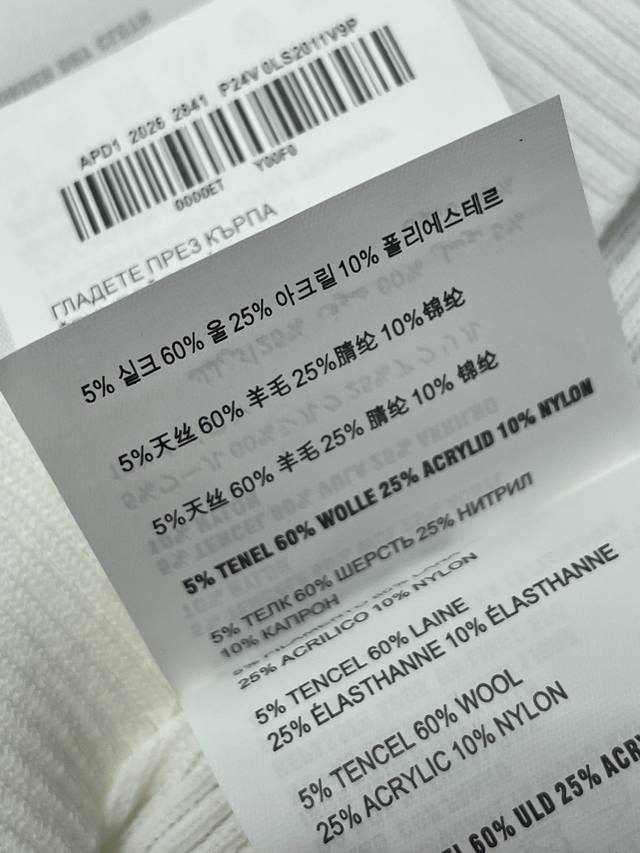 APD1 2026 2841 P24V 0LS2011V9P
0000ET Y00F0
ГЛАДЕТЕ ПРЕЗ КЪРПА
5% 실크 60% 울 25% 아크릴 10% 폴리에스테르
5%天丝 60% 羊毛 25%腈纶 10%锦纶
5%天丝 60% 羊毛 25% 腈纶 10% 锦纶
5% TENEL 60% WOLLE 25% ACRYLID 10% NYLON
5% ТЕЛК 60% ШЕРСТЬ 25% НИТРИЛ
10% КАПРОН
25% ACRILICO 10% NYLON
5% TENCEL 60% LAINE
25% ÉLASTHANNE 10% ÉLASTHANNE
5% TENCEL 60% WOOL
25% ACRYLIC 10% NYLON
60% ULD 25%